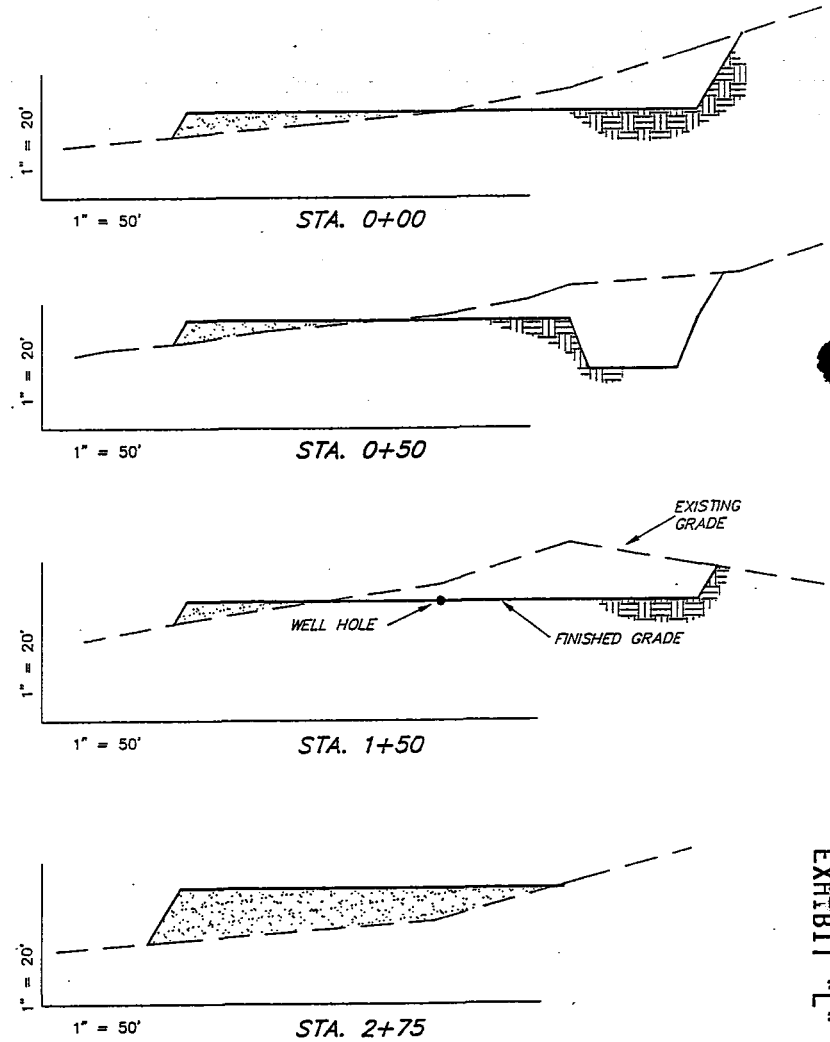 1" = 20'
1" = 50'
STA. 0+00
1" = 20'
1" = 50'
STA. 0+50
EXISTING
GRADE
WELL HOLE
FINISHED GRADE
1" = 20'
1" = 50'
STA. 1+50
1" = 20'
1" = 50'
STA. 2+75
EXHIBIT "L"